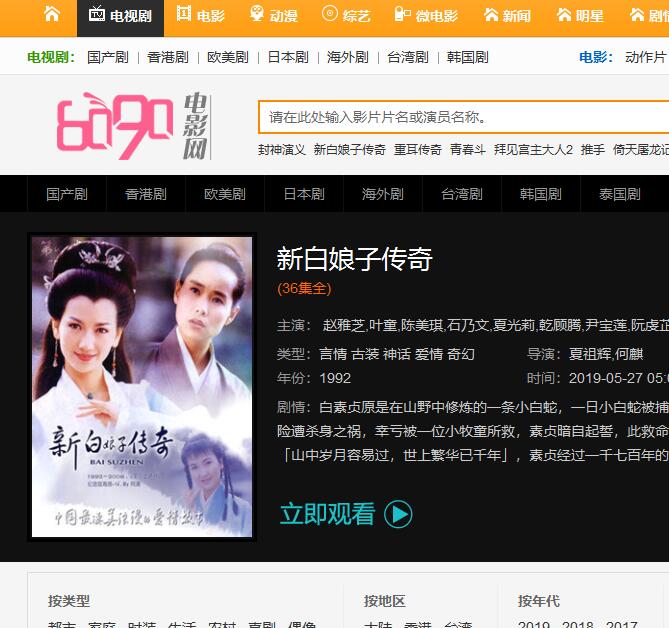 电视剧 电影 动漫 综艺 微电影 新闻 明星
电视剧： 国产剧 | 香港剧 | 欧美剧 | 日本剧 | 海外剧 | 台湾剧 | 韩国剧 电影： 动作片
6090 电影网
请在此处输入影片片名或演员名称。
封神演义 新白娘子传奇 重耳传奇 青春斗 拜见宫主大人2 推手 倚天屠龙记
国产剧 香港剧 欧美剧 日本剧 海外剧 台湾剧 韩国剧 泰国剧
新白娘子传奇
(36集全)
主演： 赵雅芝,叶童,陈美琪,石乃文,夏光莉,乾顾腾,尹宝莲,阮虔芷
类型：言情 古装 神话 爱情 奇幻 导演：夏祖辉,何麒
年份：1992 时间：2019-05-27 05:
剧情：白素贞原是在山野中修炼的一条小白蛇，一日小白蛇被捕
险遭杀身之祸，幸亏被一位小牧童所救，素贞暗自起誓，此救命
「山中岁月容易过，世上繁华已千年」，素贞经过一千七百年的
新白娘子传奇
BAI SUZHEN
中国最凄美浪漫的爱情故事
立即观看
按类型 按地区 按年代
都市 家庭 时装 生活 农村 喜剧 偶像 大陆 香港 台湾 2019 2018 2017